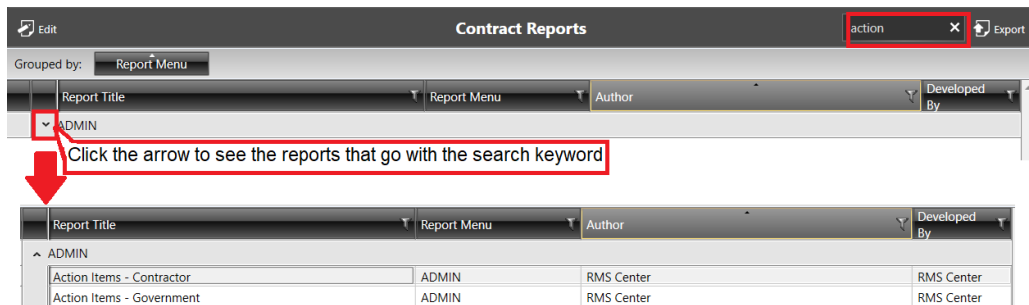 Edit
Contract Reports
action
Export
Grouped by: Report Menu
Report Title Report Menu Author Developed By
ADMIN
Click the arrow to see the reports that go with the search keyword
Report Title Report Menu Author Developed By
ADMIN
Action Items - Contractor ADMIN RMS Center RMS Center
Action Items - Government ADMIN RMS Center RMS Center